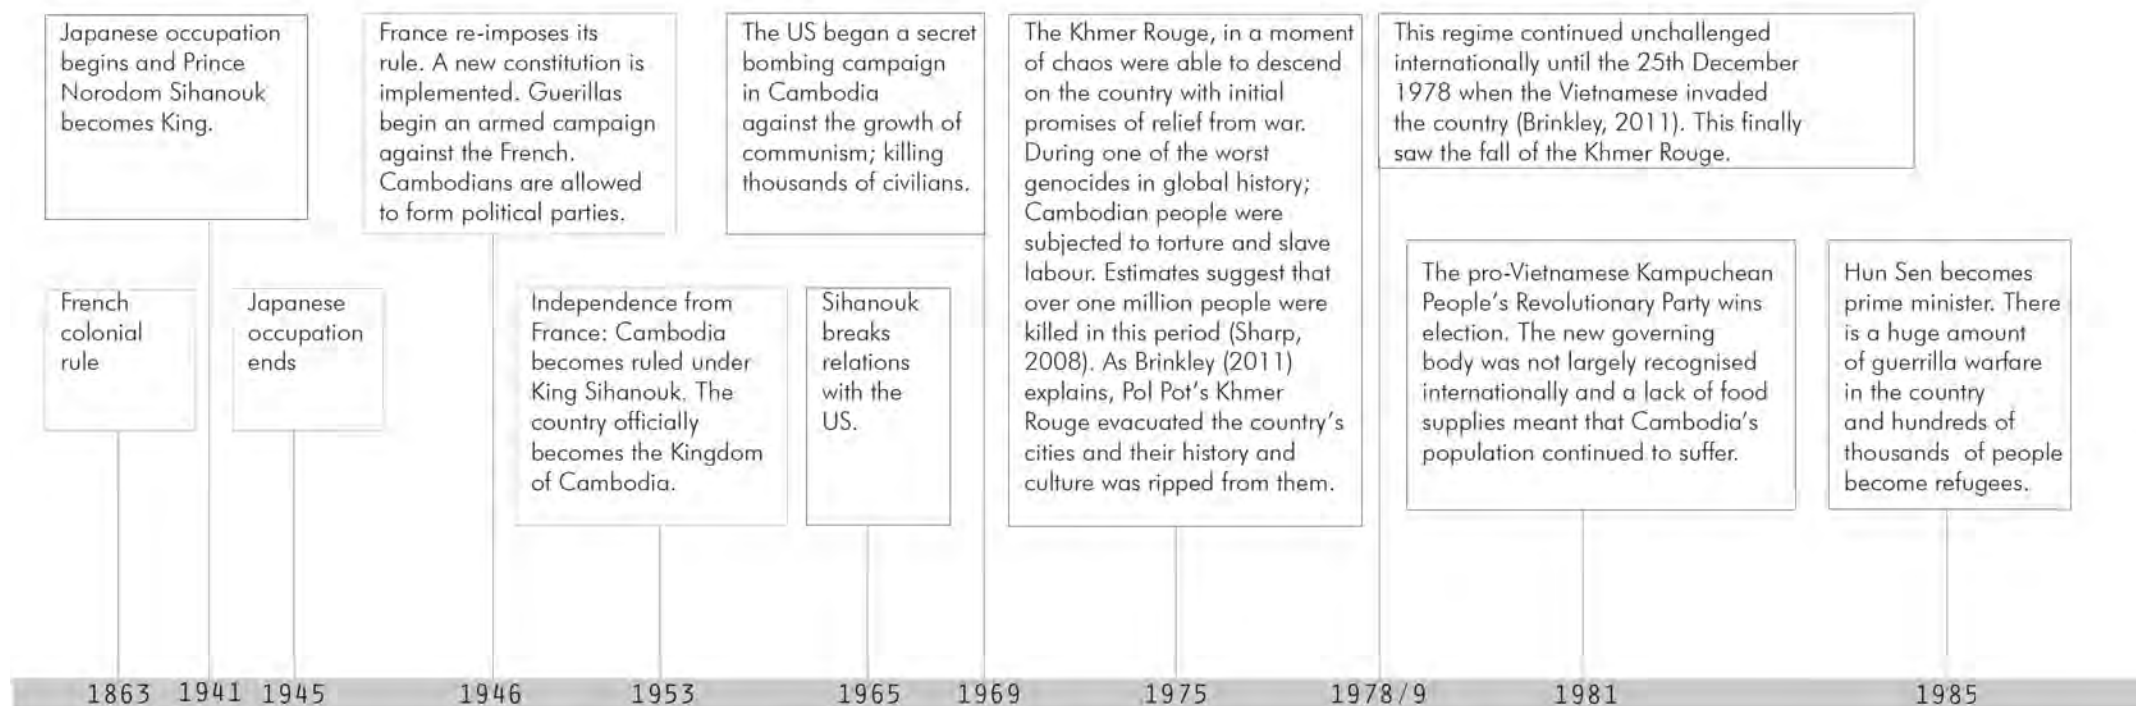 Japanese occupation
begins and Prince
Norodom Sihanouk
becomes King.
France re-imposes its
rule. A new constitution is
implemented. Guerillas
begin an armed campaign
against the French.
Cambodians are allowed
to form political parties.
The US began a secret
bombing campaign
in Cambodia
against the growth of
communism; killing
thousands of civilians.
The Khmer Rouge, in a moment
of chaos were able to descend
on the country with initial
promises of relief from war.
During one of the worst
genocides in global history;
Cambodian people were
subjected to torture and slave
labour. Estimates suggest that
over one million people were
killed in this period (Sharp,
2008). As Brinkley (2011)
explains, Pol Pot's Khmer
Rouge evacuated the country's
cities and their history and
culture was ripped from them.
This regime continued unchallenged
internationally until the 25th December
1978 when the Vietnamese invaded
the country (Brinkley, 2011). This finally
saw the fall of the Khmer Rouge.
French
colonial
rule
Japanese
occupation
ends
Independence from
France: Cambodia
becomes ruled under
King Sihanouk. The
country officially
becomes the Kingdom
of Cambodia.
Sihanouk
breaks
relations
with the
US.
The pro-Vietnamese Kampuchean
People's Revolutionary Party wins
election. The new governing
body was not largely recognised
internationally and a lack of food
supplies meant that Cambodia's
population continued to suffer.
Hun Sen becomes
prime minister. There
is a huge amount
of guerrilla warfare
in the country
and hundreds of
thousands of people
become refugees.
1863 1941 1945 1946 1953 1965 1969 1975 1978/9 1981 1985